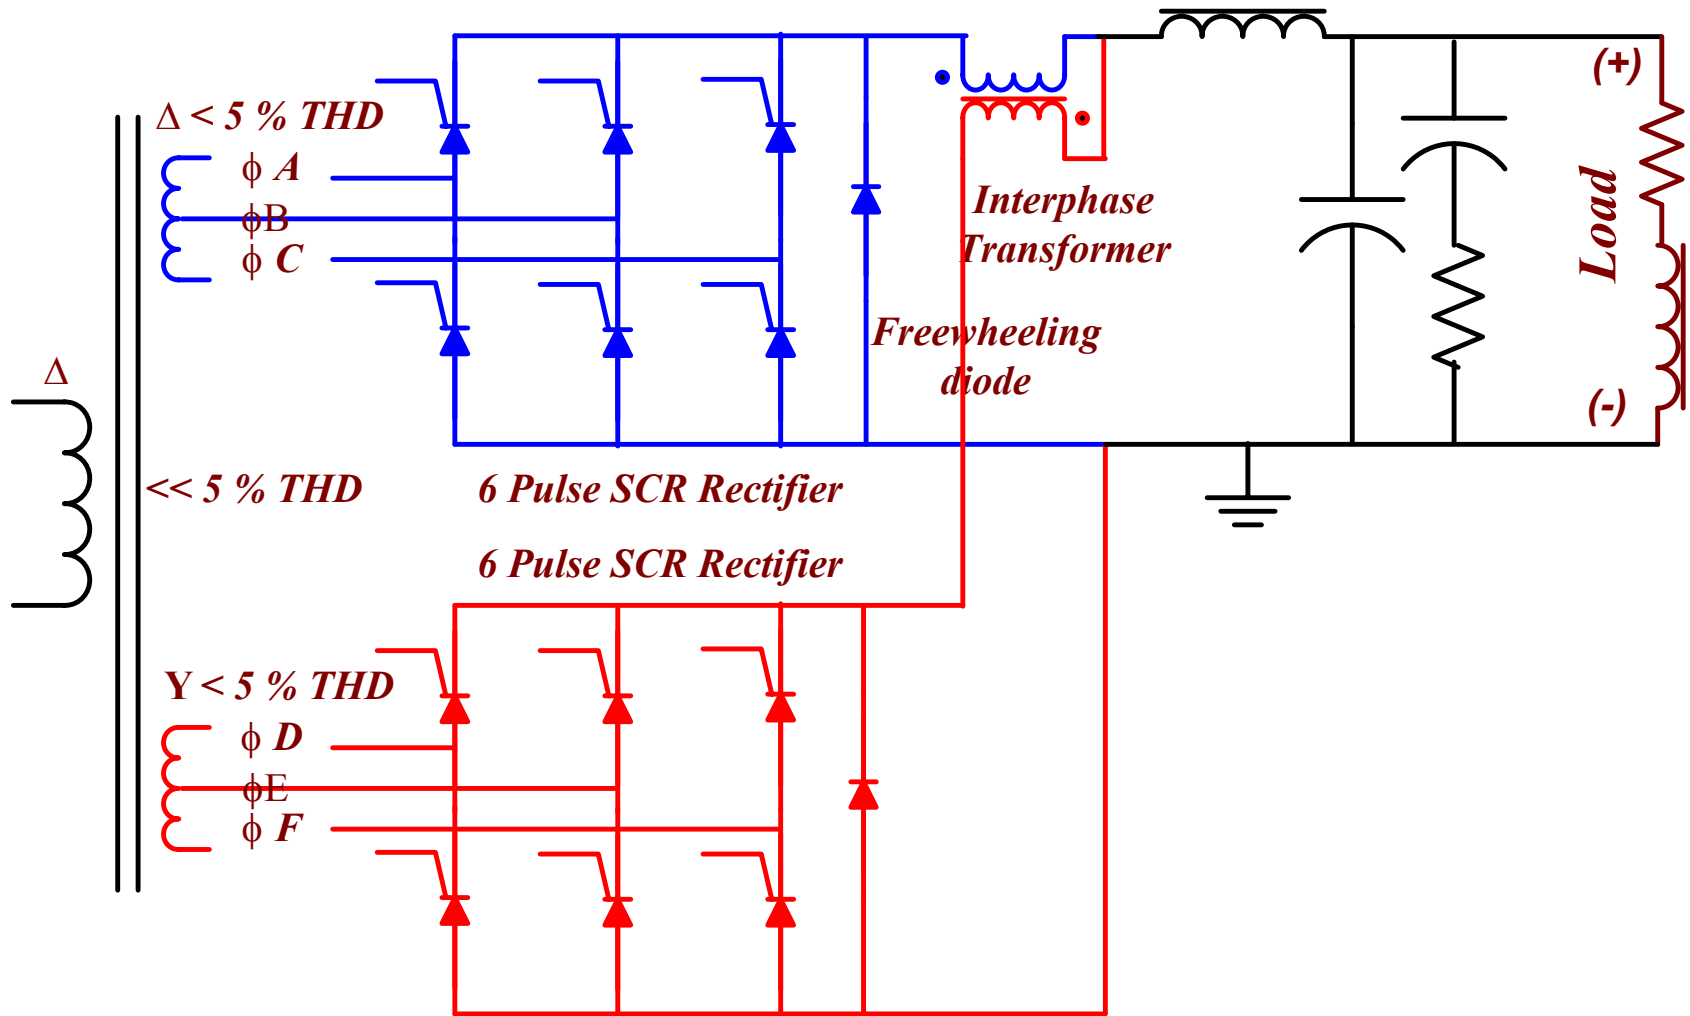 Δ < 5 % THD
ϕ A
ϕB
ϕ C
(+)
Load
(-)
Interphase
Transformer
Freewheeling
diode
Δ
<< 5 % THD
6 Pulse SCR Rectifier
6 Pulse SCR Rectifier
Y < 5 % THD
ϕ D
ϕE
ϕ F